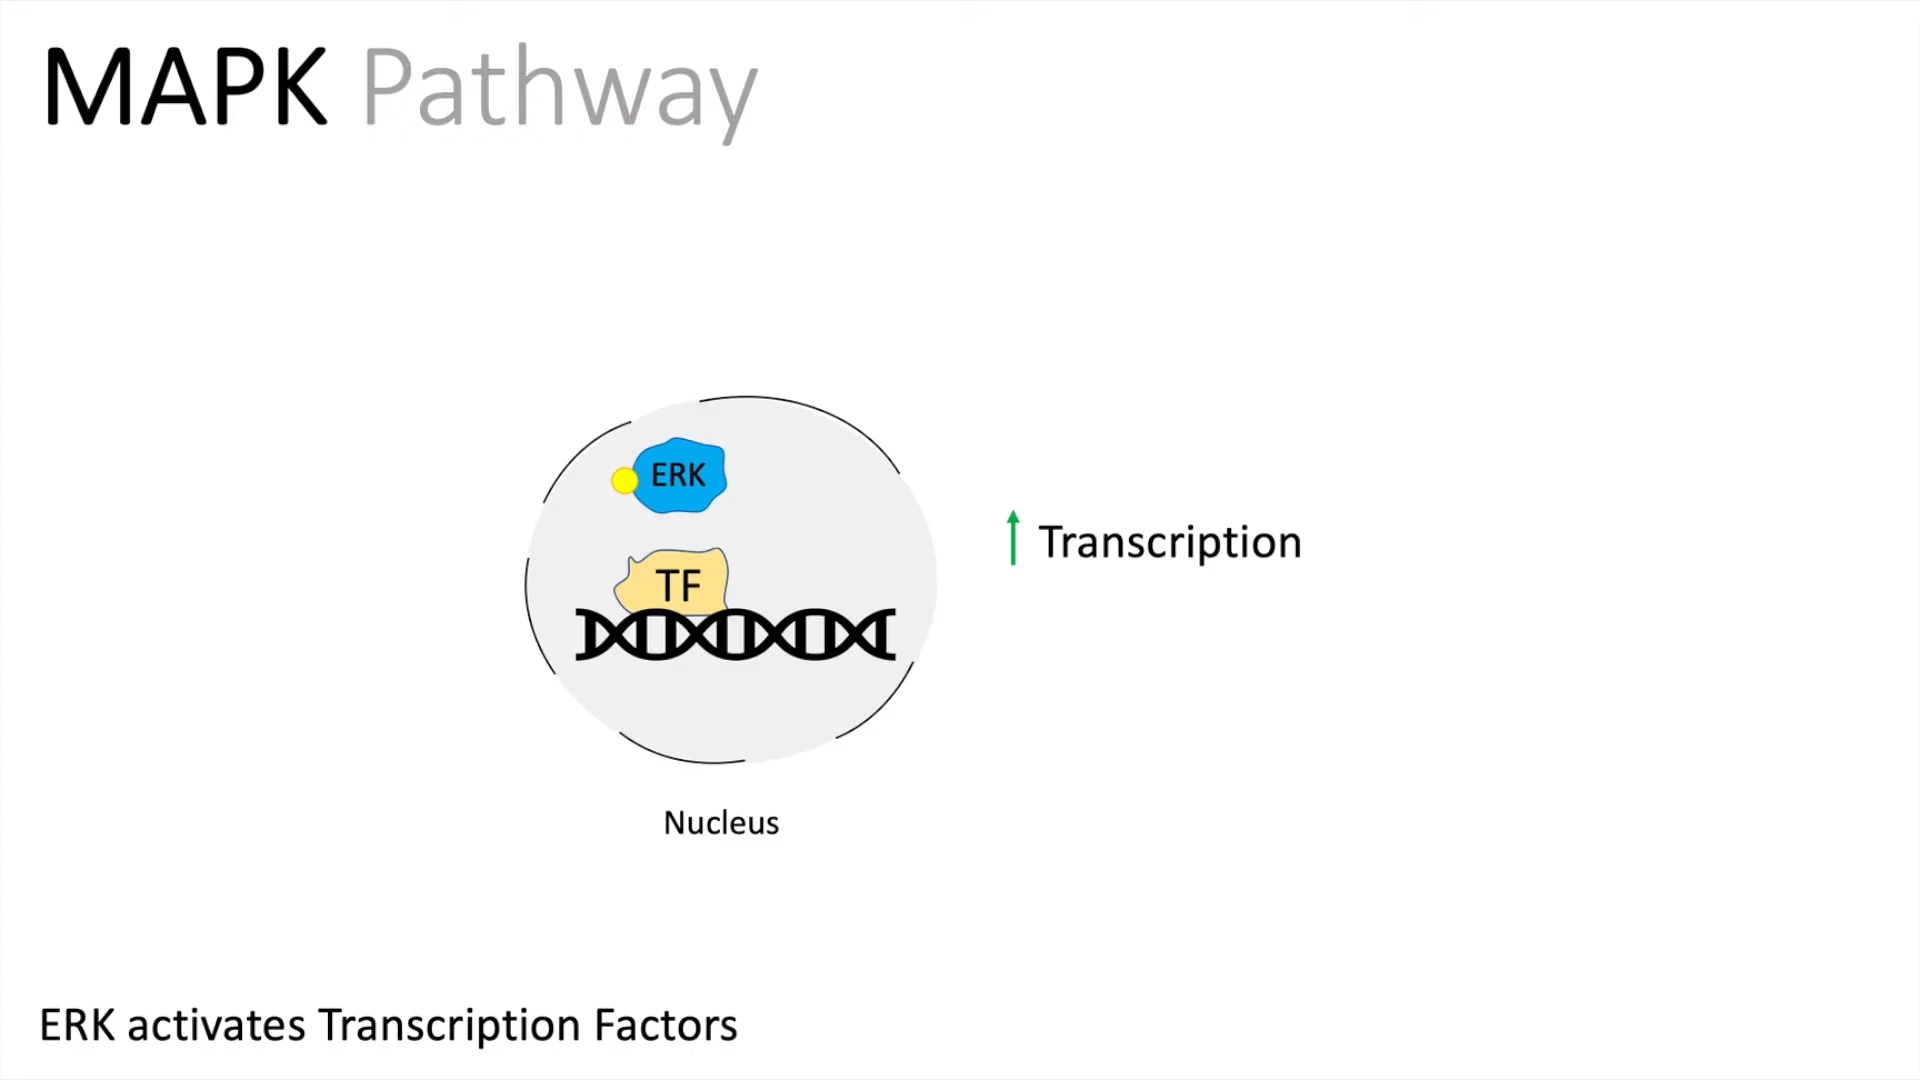 MAPK Pathway
ERK
TF
Transcription
Nucleus
ERK activates Transcription Factors